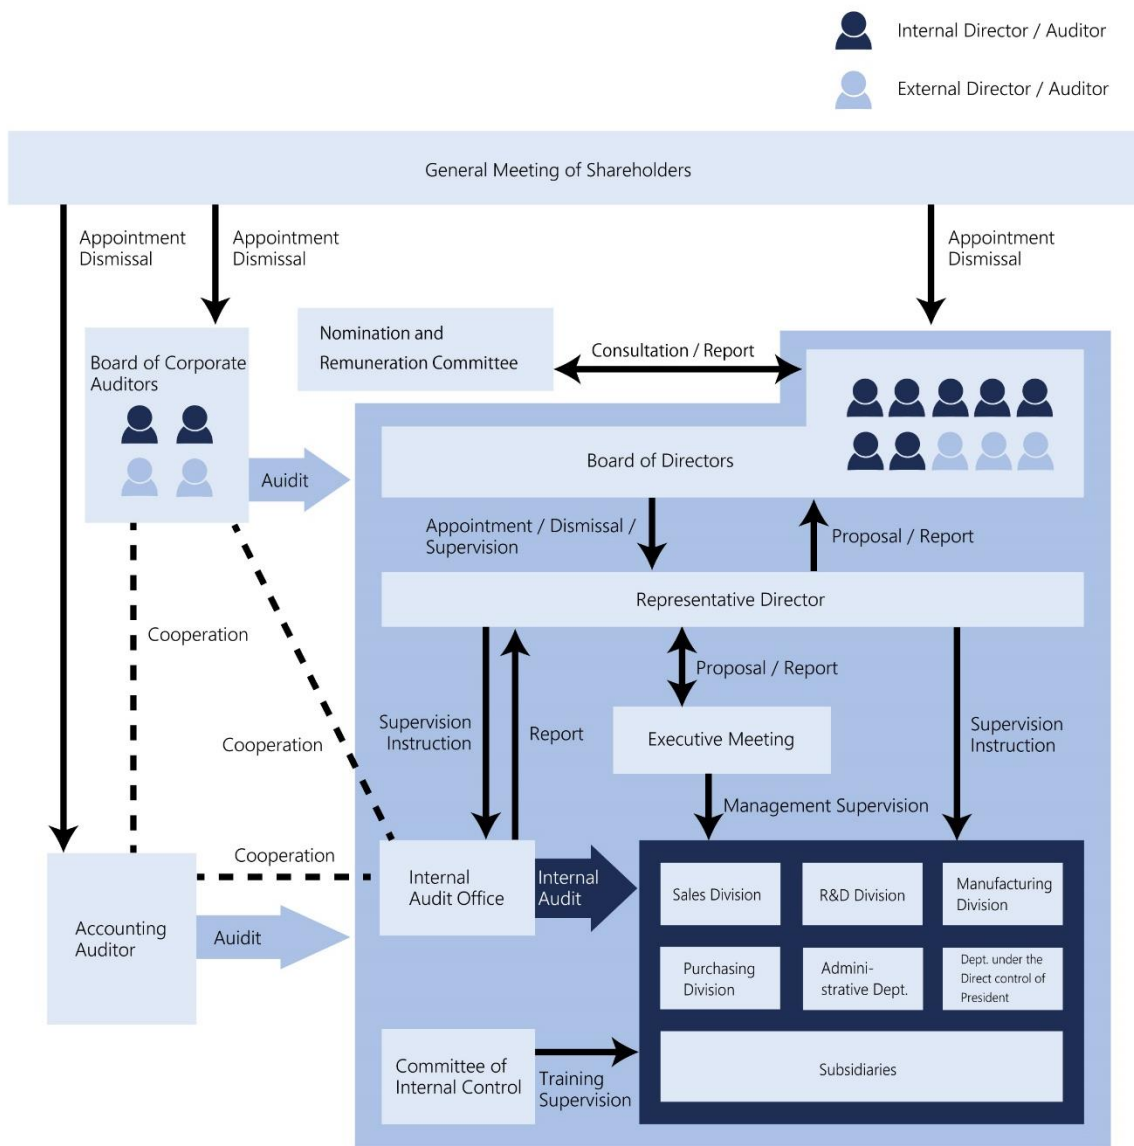 Internal Director / Auditor
External Director / Auditor
General Meeting of Shareholders
Appointment
Dismissal
Appointment
Dismissal
Appointment
Dismissal
Nomination and
Remuneration Committee
Consultation / Report
Board of Corporate
Auditors
Auidit
Board of Directors
Appointment / Dismissal /
Supervision
Proposal / Report
Representative Director
Cooperation
Proposal / Report
Supervision
Instruction
Report
Executive Meeting
Supervision
Instruction
Cooperation
Management Supervision
Cooperation
Internal
Audit Office
Internal
Audit
Sales Division
R&D Division
Manufacturing
Division
Accounting
Auditor
Auidit
Purchasing
Division
Admini-
strative Dept.
Dept. under the
Direct control of
President
Committee of
Internal Control
Training
Supervision
Subsidiaries